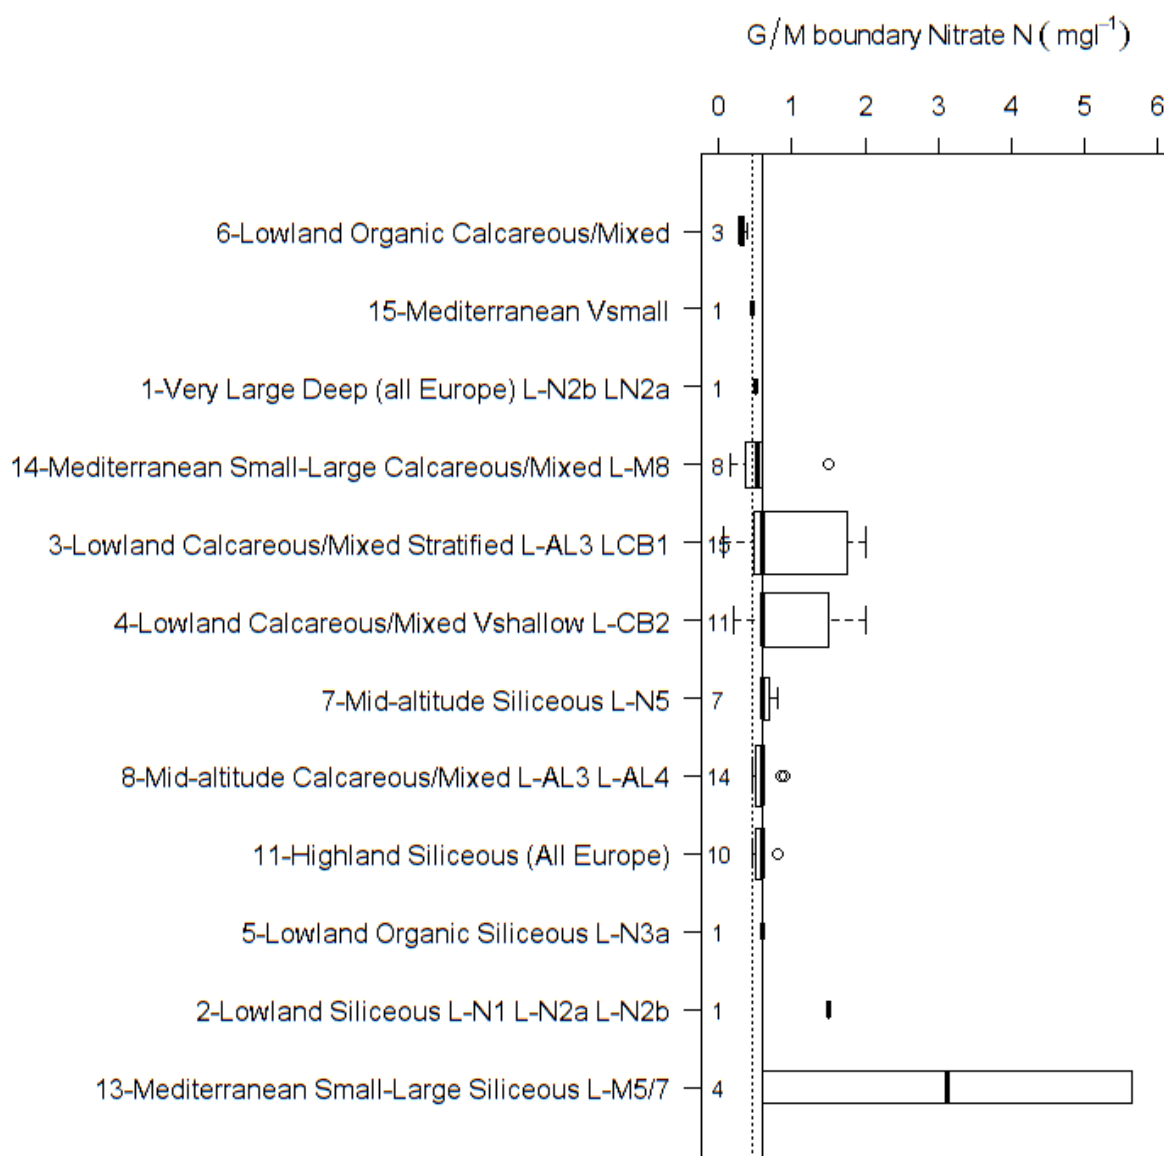 G/M boundary Nitrate N ( mgl⁻¹)
0 1 2 3 4 5 6
6-Lowland Organic Calcareous/Mixed 3
15-Mediterranean Vsmall 1
1-Very Large Deep (all Europe) L-N2b LN2a 1
14-Mediterranean Small-Large Calcareous/Mixed L-M8 8
3-Lowland Calcareous/Mixed Stratified L-AL3 LCB1 15
4-Lowland Calcareous/Mixed Vshallow L-CB2 11
7-Mid-altitude Siliceous L-N5 7
8-Mid-altitude Calcareous/Mixed L-AL3 L-AL4 14
11-Highland Siliceous (All Europe) 10
5-Lowland Organic Siliceous L-N3a 1
2-Lowland Siliceous L-N1 L-N2a L-N2b 1
13-Mediterranean Small-Large Siliceous L-M5/7 4